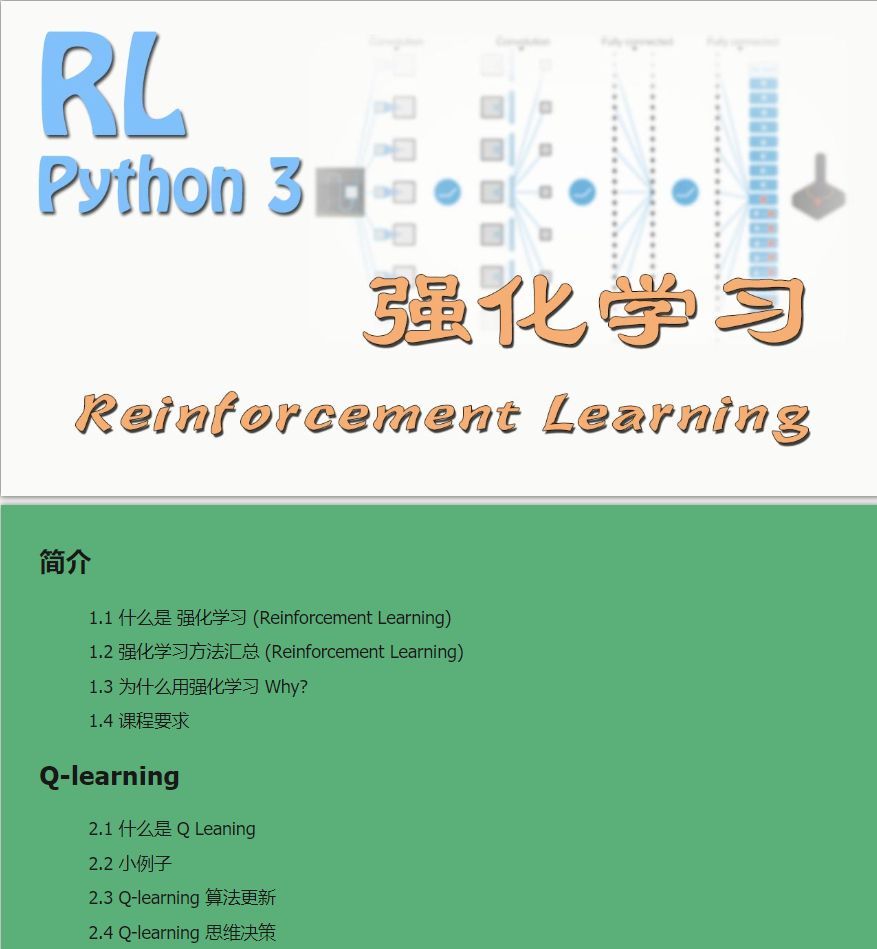 RL
Python 3
Convolution
Convolution
Fully connected
Fully connected
强化学习
Reinforcement Learning
简介
1.1 什么是 强化学习 (Reinforcement Learning)
1.2 强化学习方法汇总 (Reinforcement Learning)
1.3 为什么用强化学习 Why?
1.4 课程要求
Q-learning
2.1 什么是 Q Leaning
2.2 小例子
2.3 Q-learning 算法更新
2.4 Q-learning 思维决策